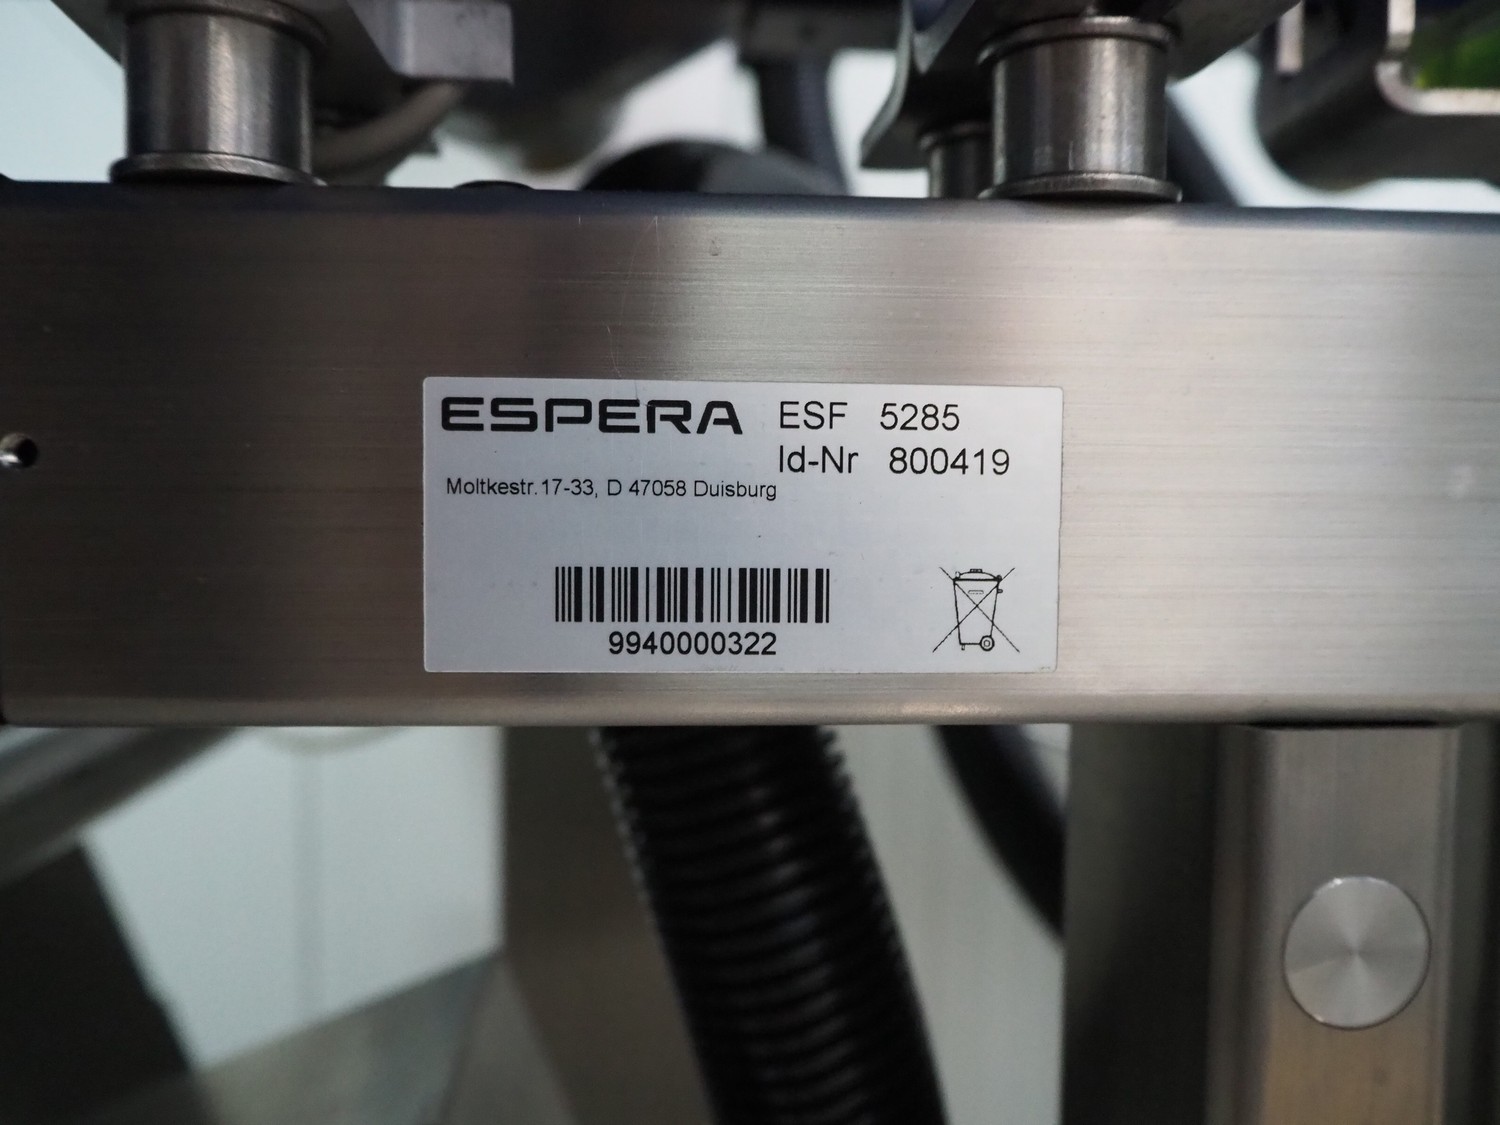 ESPERA ESF 5285
Id-Nr 800419
Moltkestr. 17-33, D 47058 Duisburg
9940000322